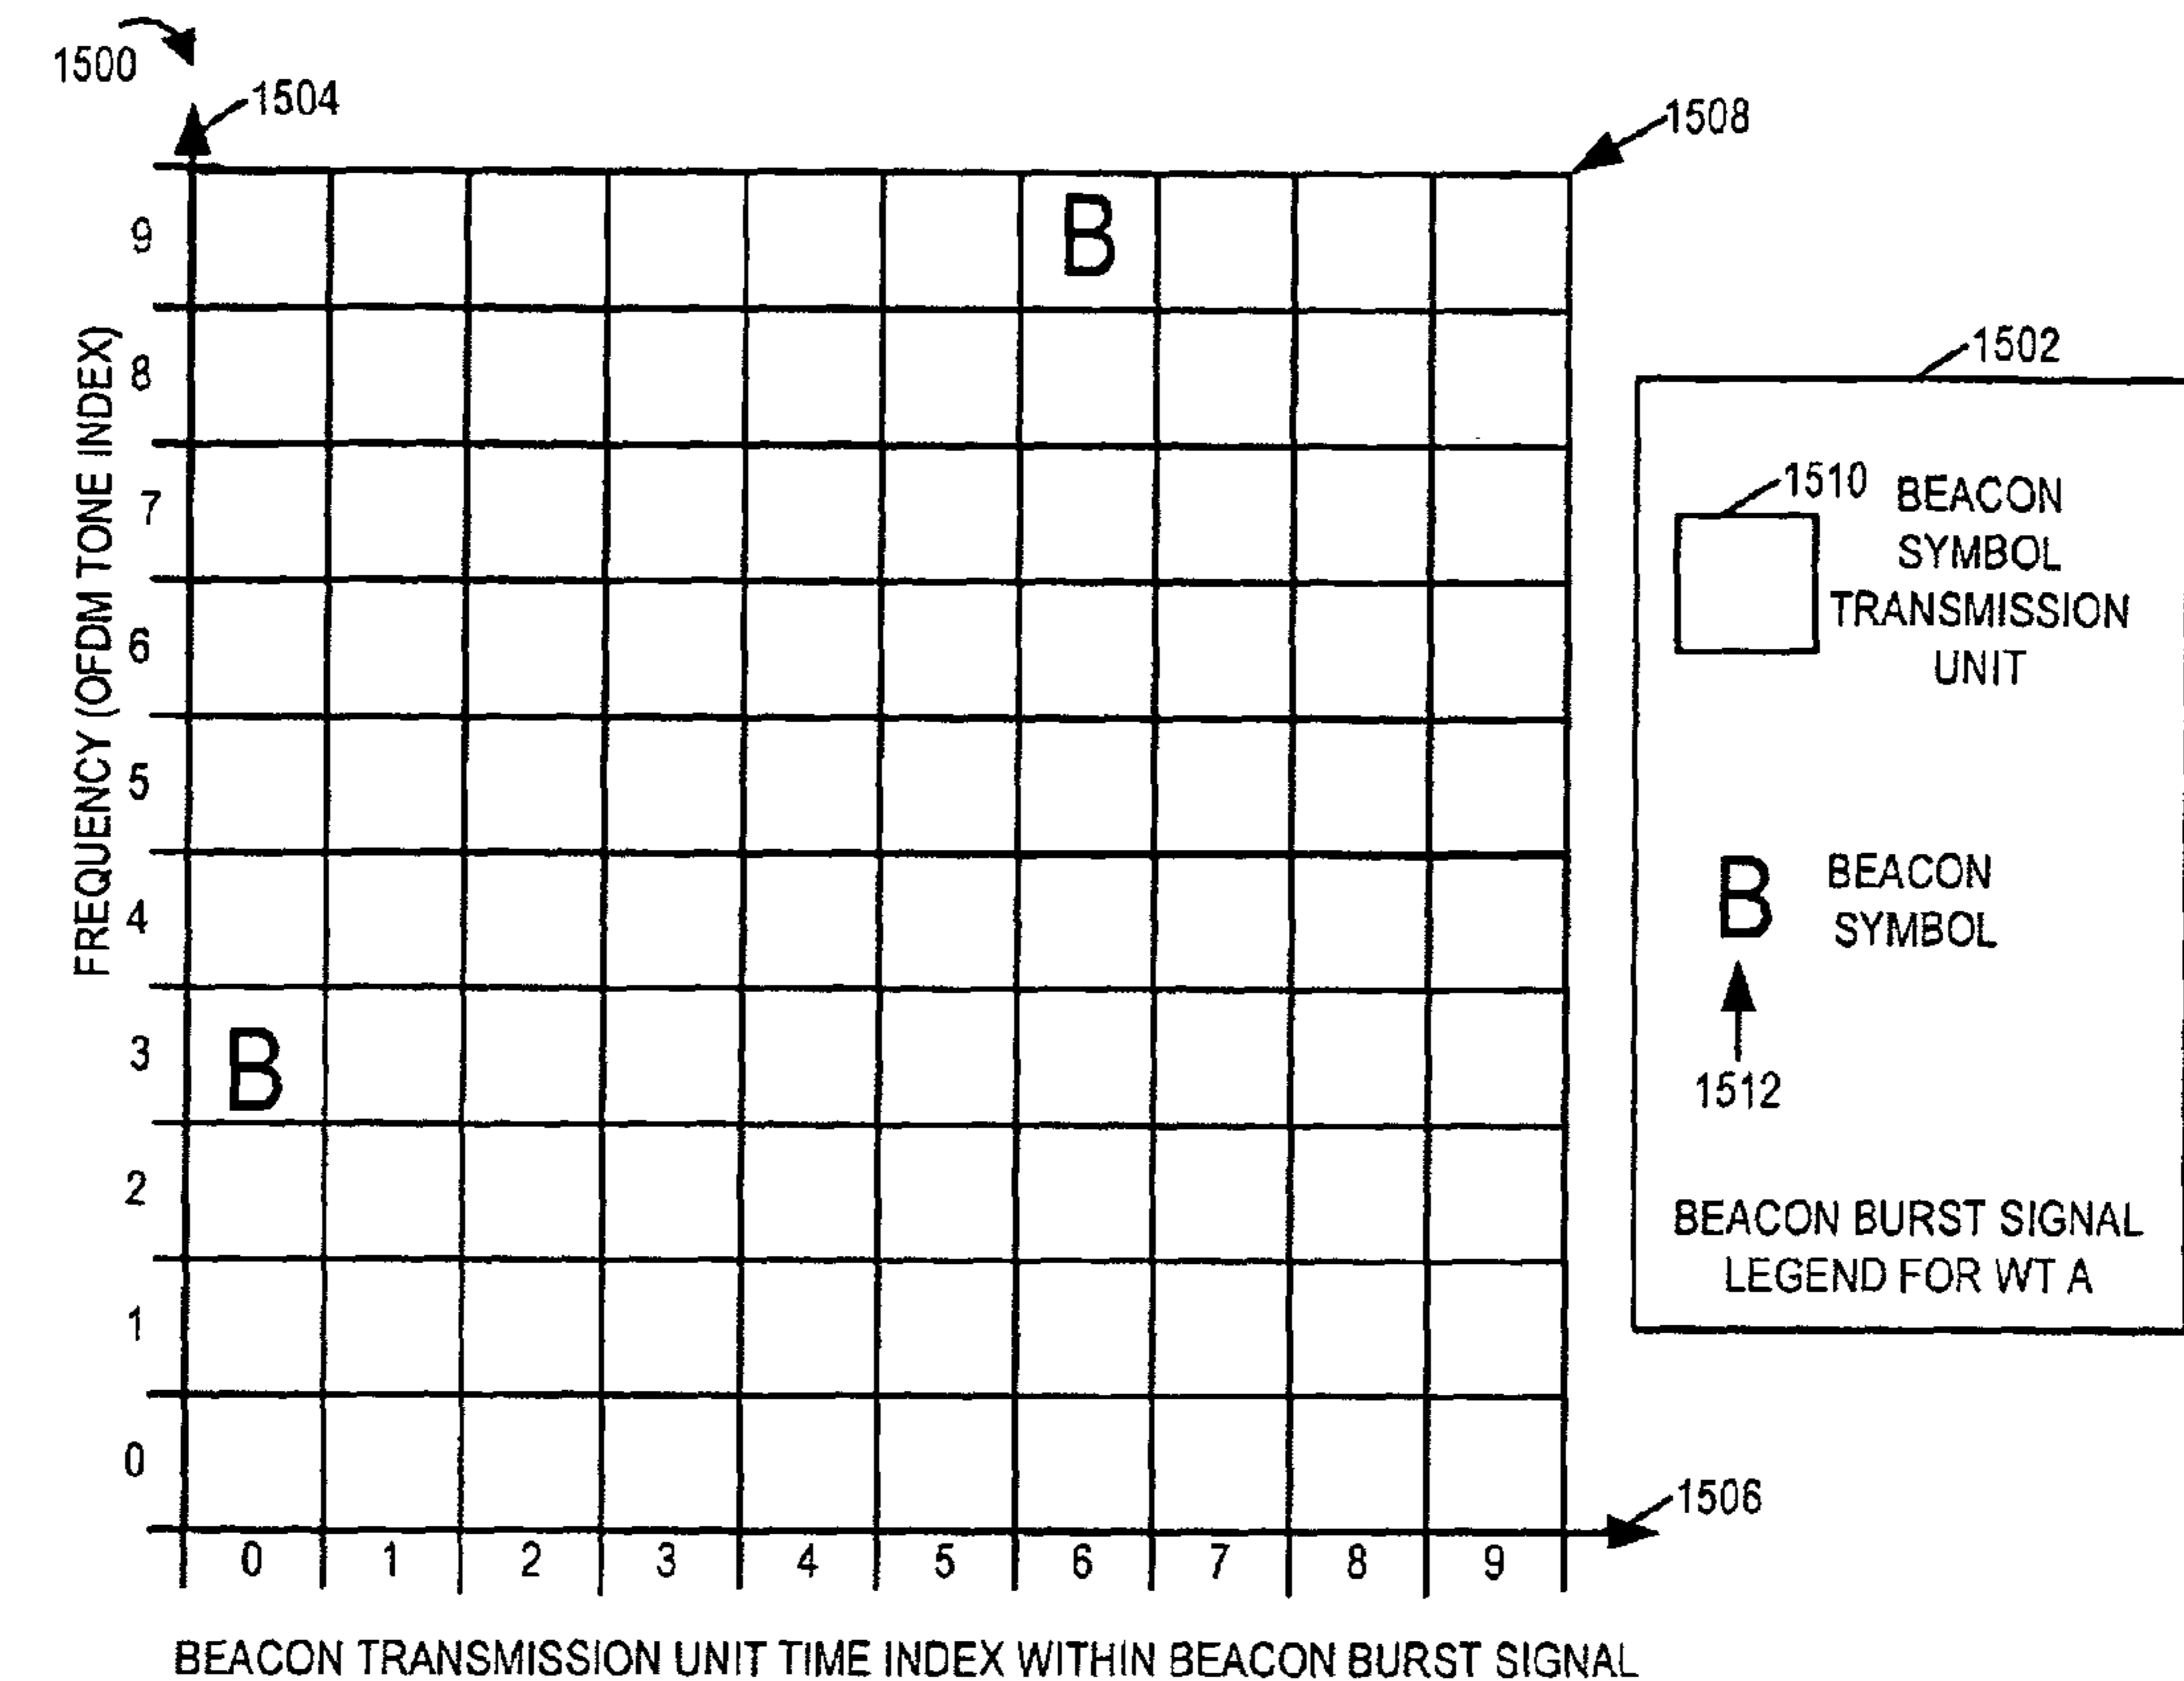 1500
1504
1508
9
B
8
7
6
5
4
3
B
2
1
0
FREQUENCY (OFDM TONE INDEX)
0 1 2 3 4 5 6 7 8 9
1506
BEACON TRANSMISSION UNIT TIME INDEX WITHIN BEACON BURST SIGNAL
1502
1510
BEACON
SYMBOL
TRANSMISSION
UNIT
B
BEACON
SYMBOL
1512
BEACON BURST SIGNAL
LEGEND FOR WT A